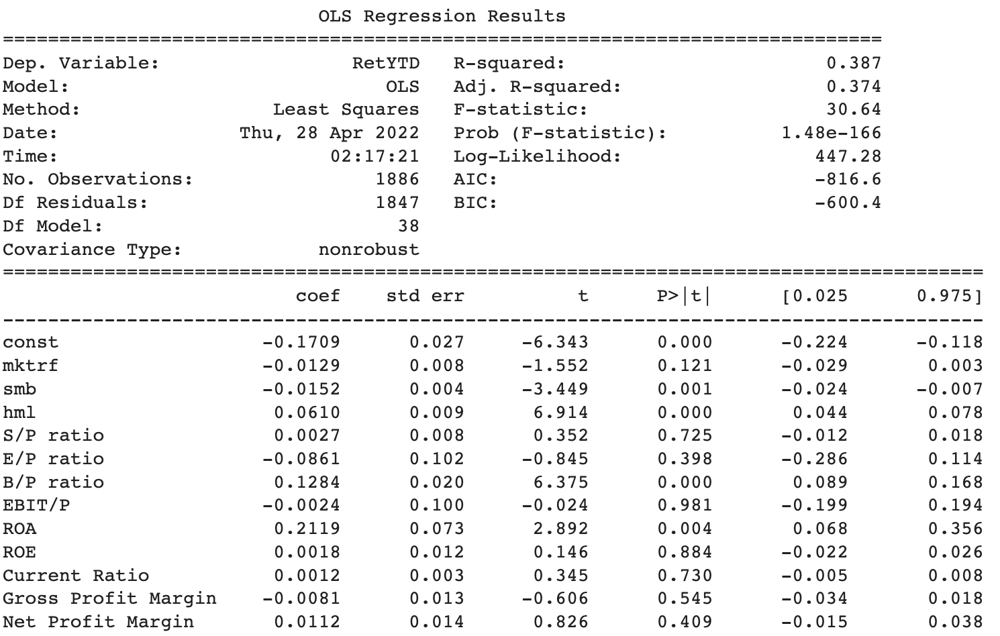 OLS Regression Results
==============================================================================
Dep. Variable: RetYTD R-squared: 0.387
Model: OLS Adj. R-squared: 0.374
Method: Least Squares F-statistic: 30.64
Date: Thu, 28 Apr 2022 Prob (F-statistic): 1.48e-166
Time: 02:17:21 Log-Likelihood: 447.28
No. Observations: 1886 AIC: -816.6
Df Residuals: 1847 BIC: -600.4
Df Model: 38
Covariance Type: nonrobust
=======================================================================================
coef std err t P>|t| [0.025 0.975]
---------------------------------------------------------------------------------------
const -0.1709 0.027 -6.343 0.000 -0.224 -0.118
mktrf -0.0129 0.008 -1.552 0.121 -0.029 0.003
smb -0.0152 0.004 -3.449 0.001 -0.024 -0.007
hml 0.0610 0.009 6.914 0.000 0.044 0.078
S/P ratio 0.0027 0.008 0.352 0.725 -0.012 0.018
E/P ratio -0.0861 0.102 -0.845 0.398 -0.286 0.114
B/P ratio 0.1284 0.020 6.375 0.000 0.089 0.168
EBIT/P -0.0024 0.100 -0.024 0.981 -0.199 0.194
ROA 0.2119 0.073 2.892 0.004 0.068 0.356
ROE 0.0018 0.012 0.146 0.884 -0.022 0.026
Current Ratio 0.0012 0.003 0.345 0.730 -0.005 0.008
Gross Profit Margin -0.0081 0.013 -0.606 0.545 -0.034 0.018
Net Profit Margin 0.0112 0.014 0.826 0.409 -0.015 0.038